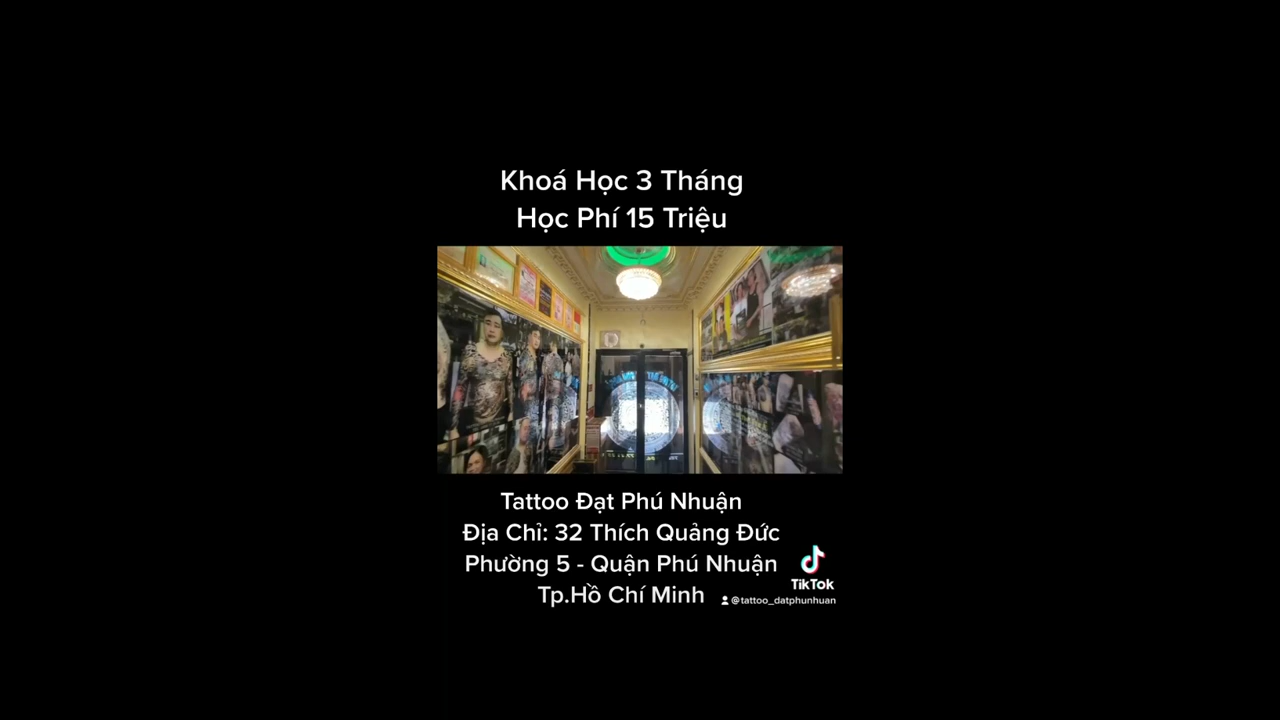 Khoá Học 3 Tháng
Học Phí 15 Triệu
Tattoo Đạt Phú Nhuận
Địa Chỉ: 32 Thích Quảng Đức
Phường 5 - Quận Phú Nhuận
Tp.Hồ Chí Minh
TikTok
@tattoo_datphunhuan